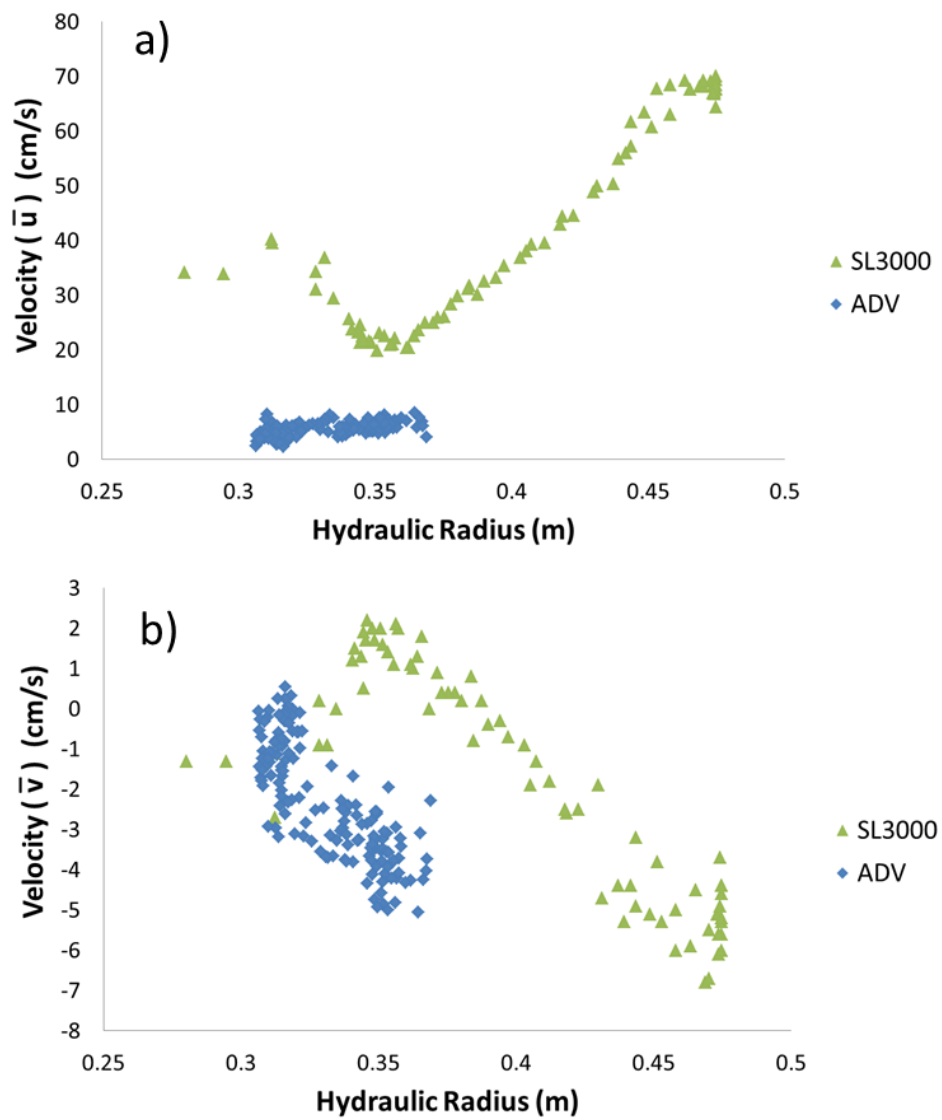 a)
80
70
60
50
40
30
20
10
0
Velocity ( u̅ ) (cm/s)
0.25 0.3 0.35 0.4 0.45 0.5
Hydraulic Radius (m)
SL3000
ADV
b)
3
2
1
0
-1
-2
-3
-4
-5
-6
-7
-8
Velocity ( v̅ ) (cm/s)
0.25 0.3 0.35 0.4 0.45 0.5
Hydraulic Radius (m)
SL3000
ADV